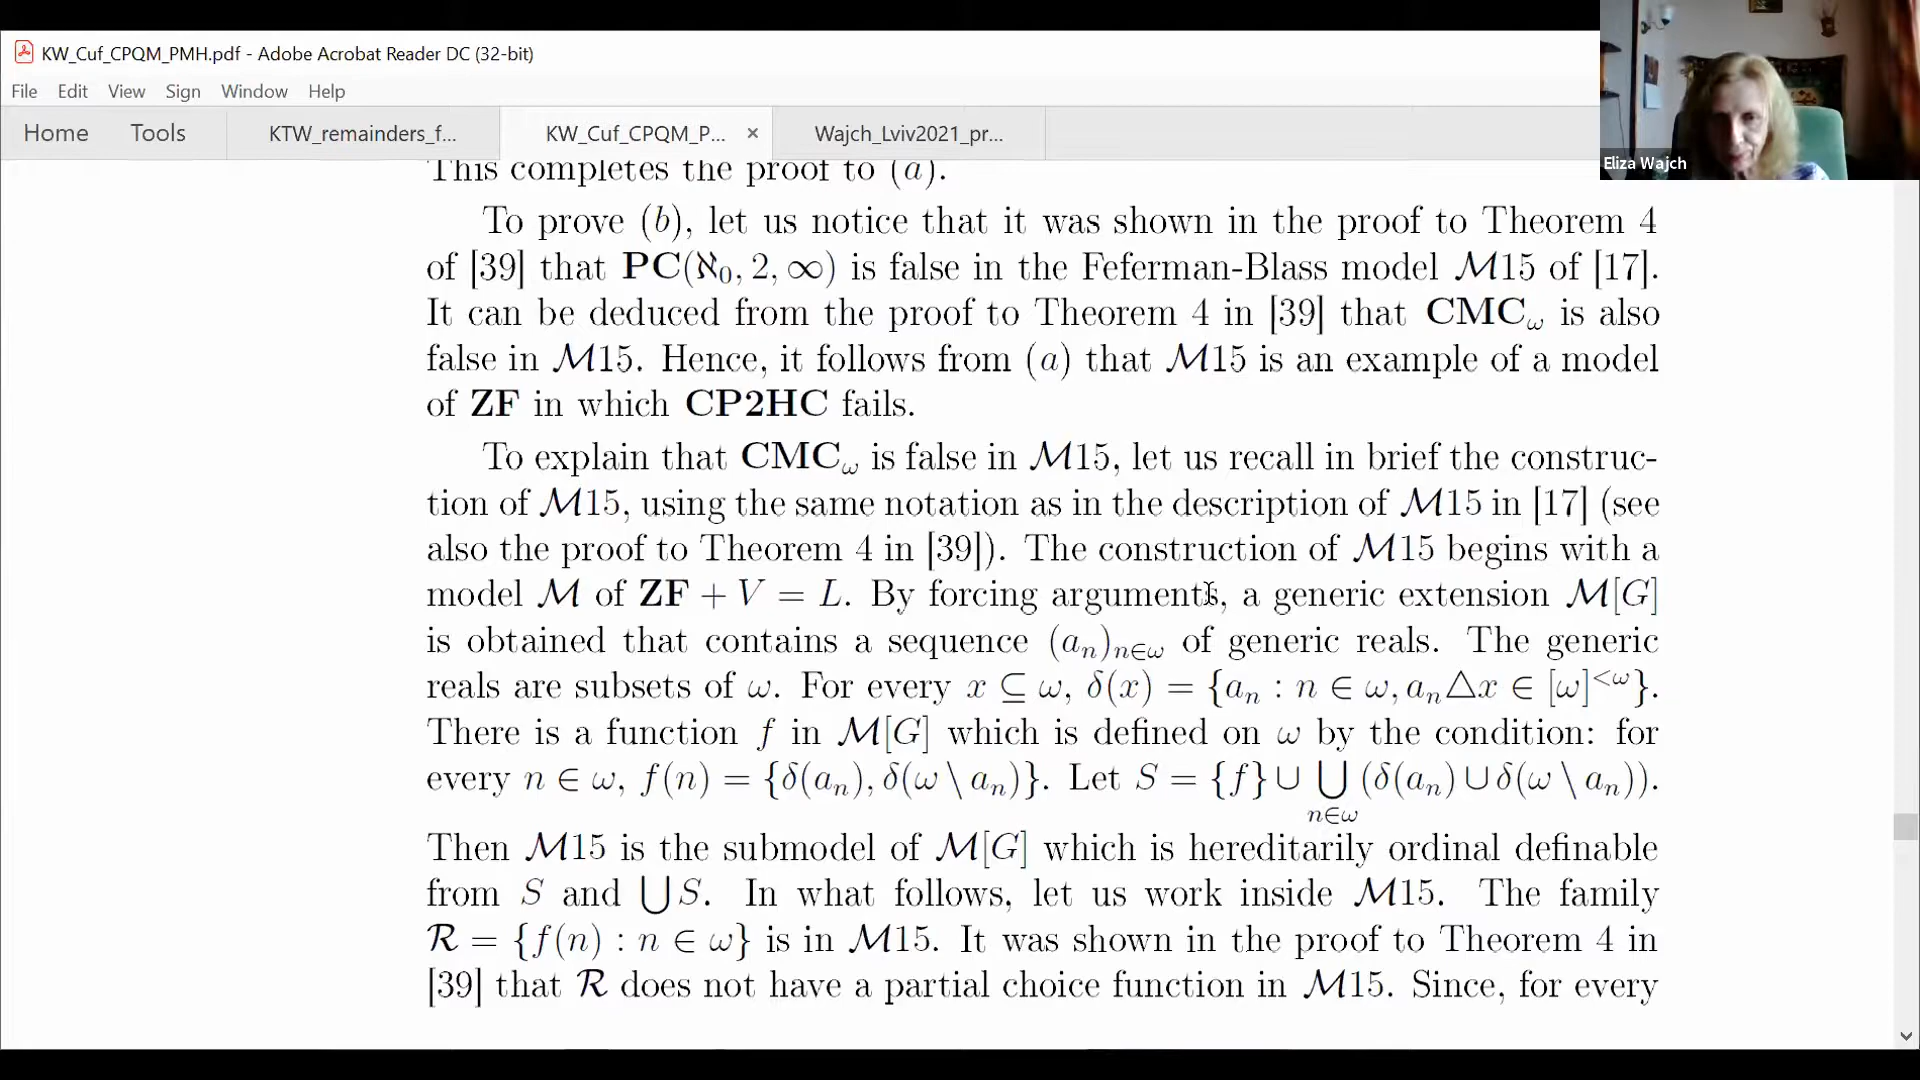 KW_Cuf_CPQM_PMH.pdf - Adobe Acrobat Reader DC (32-bit)
File Edit View Sign Window Help
Home Tools KTW_remainders_f... KW_Cuf_CPQM_P... × Wajch_Lviv2021_pr...
Eliza Wajch
This completes the proof to (a).
To prove (b), let us notice that it was shown in the proof to Theorem 4
of [39] that PC(ℵ₀, 2, ∞) is false in the Feferman-Blass model ℳ15 of [17].
It can be deduced from the proof to Theorem 4 in [39] that CMC_ω is also
false in ℳ15. Hence, it follows from (a) that ℳ15 is an example of a model
of ZF in which CP2HC fails.
To explain that CMC_ω is false in ℳ15, let us recall in brief the construc-
tion of ℳ15, using the same notation as in the description of ℳ15 in [17] (see
also the proof to Theorem 4 in [39]). The construction of ℳ15 begins with a
model ℳ of ZF + V = L. By forcing arguments, a generic extension ℳ[G]
is obtained that contains a sequence (a_n)_{n∈ω} of generic reals. The generic
reals are subsets of ω. For every x ⊆ ω, δ(x) = {a_n : n ∈ ω, a_n △ x ∈ [ω]^{<ω}}.
There is a function f in ℳ[G] which is defined on ω by the condition: for
every n ∈ ω, f(n) = {δ(a_n), δ(ω \ a_n)}. Let S = {f} ∪ ⋃_{n∈ω} (δ(a_n) ∪ δ(ω \ a_n)).
Then ℳ15 is the submodel of ℳ[G] which is hereditarily ordinal definable
from S and ⋃S. In what follows, let us work inside ℳ15. The family
ℛ = {f(n) : n ∈ ω} is in ℳ15. It was shown in the proof to Theorem 4 in
[39] that ℛ does not have a partial choice function in ℳ15. Since, for every